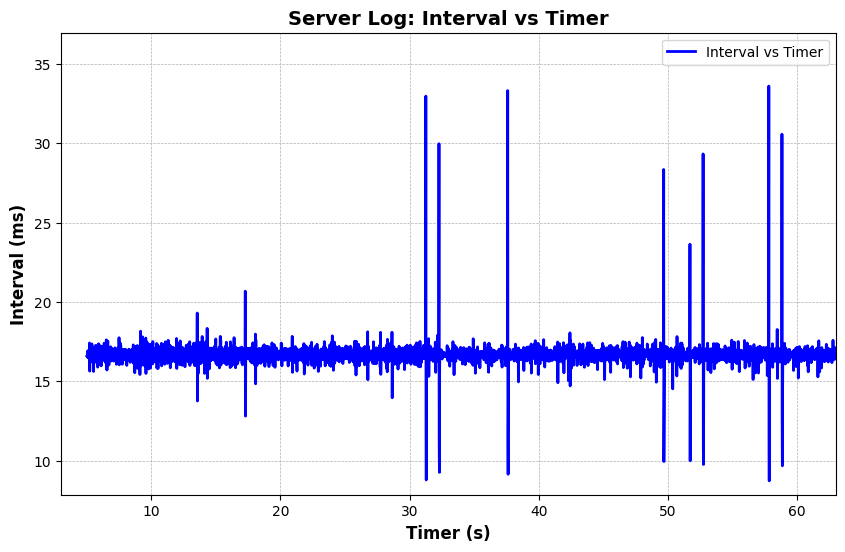 Server Log: Interval vs Timer
Interval vs Timer
35
30
25
20
15
10
Interval (ms)
10 20 30 40 50 60
Timer (s)